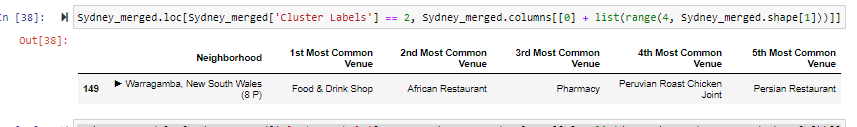 In [38]: Sydney_merged.loc[Sydney_merged['Cluster Labels'] == 2, Sydney_merged.columns[[0] + list(range(4, Sydney_merged.shape[1]))]]
Out[38]:
Neighborhood 1st Most Common Venue 2nd Most Common Venue 3rd Most Common Venue 4th Most Common Venue 5th Most Common Venue
149 ► Warragamba, New South Wales (8 P) Food & Drink Shop African Restaurant Pharmacy Peruvian Roast Chicken Joint Persian Restaurant